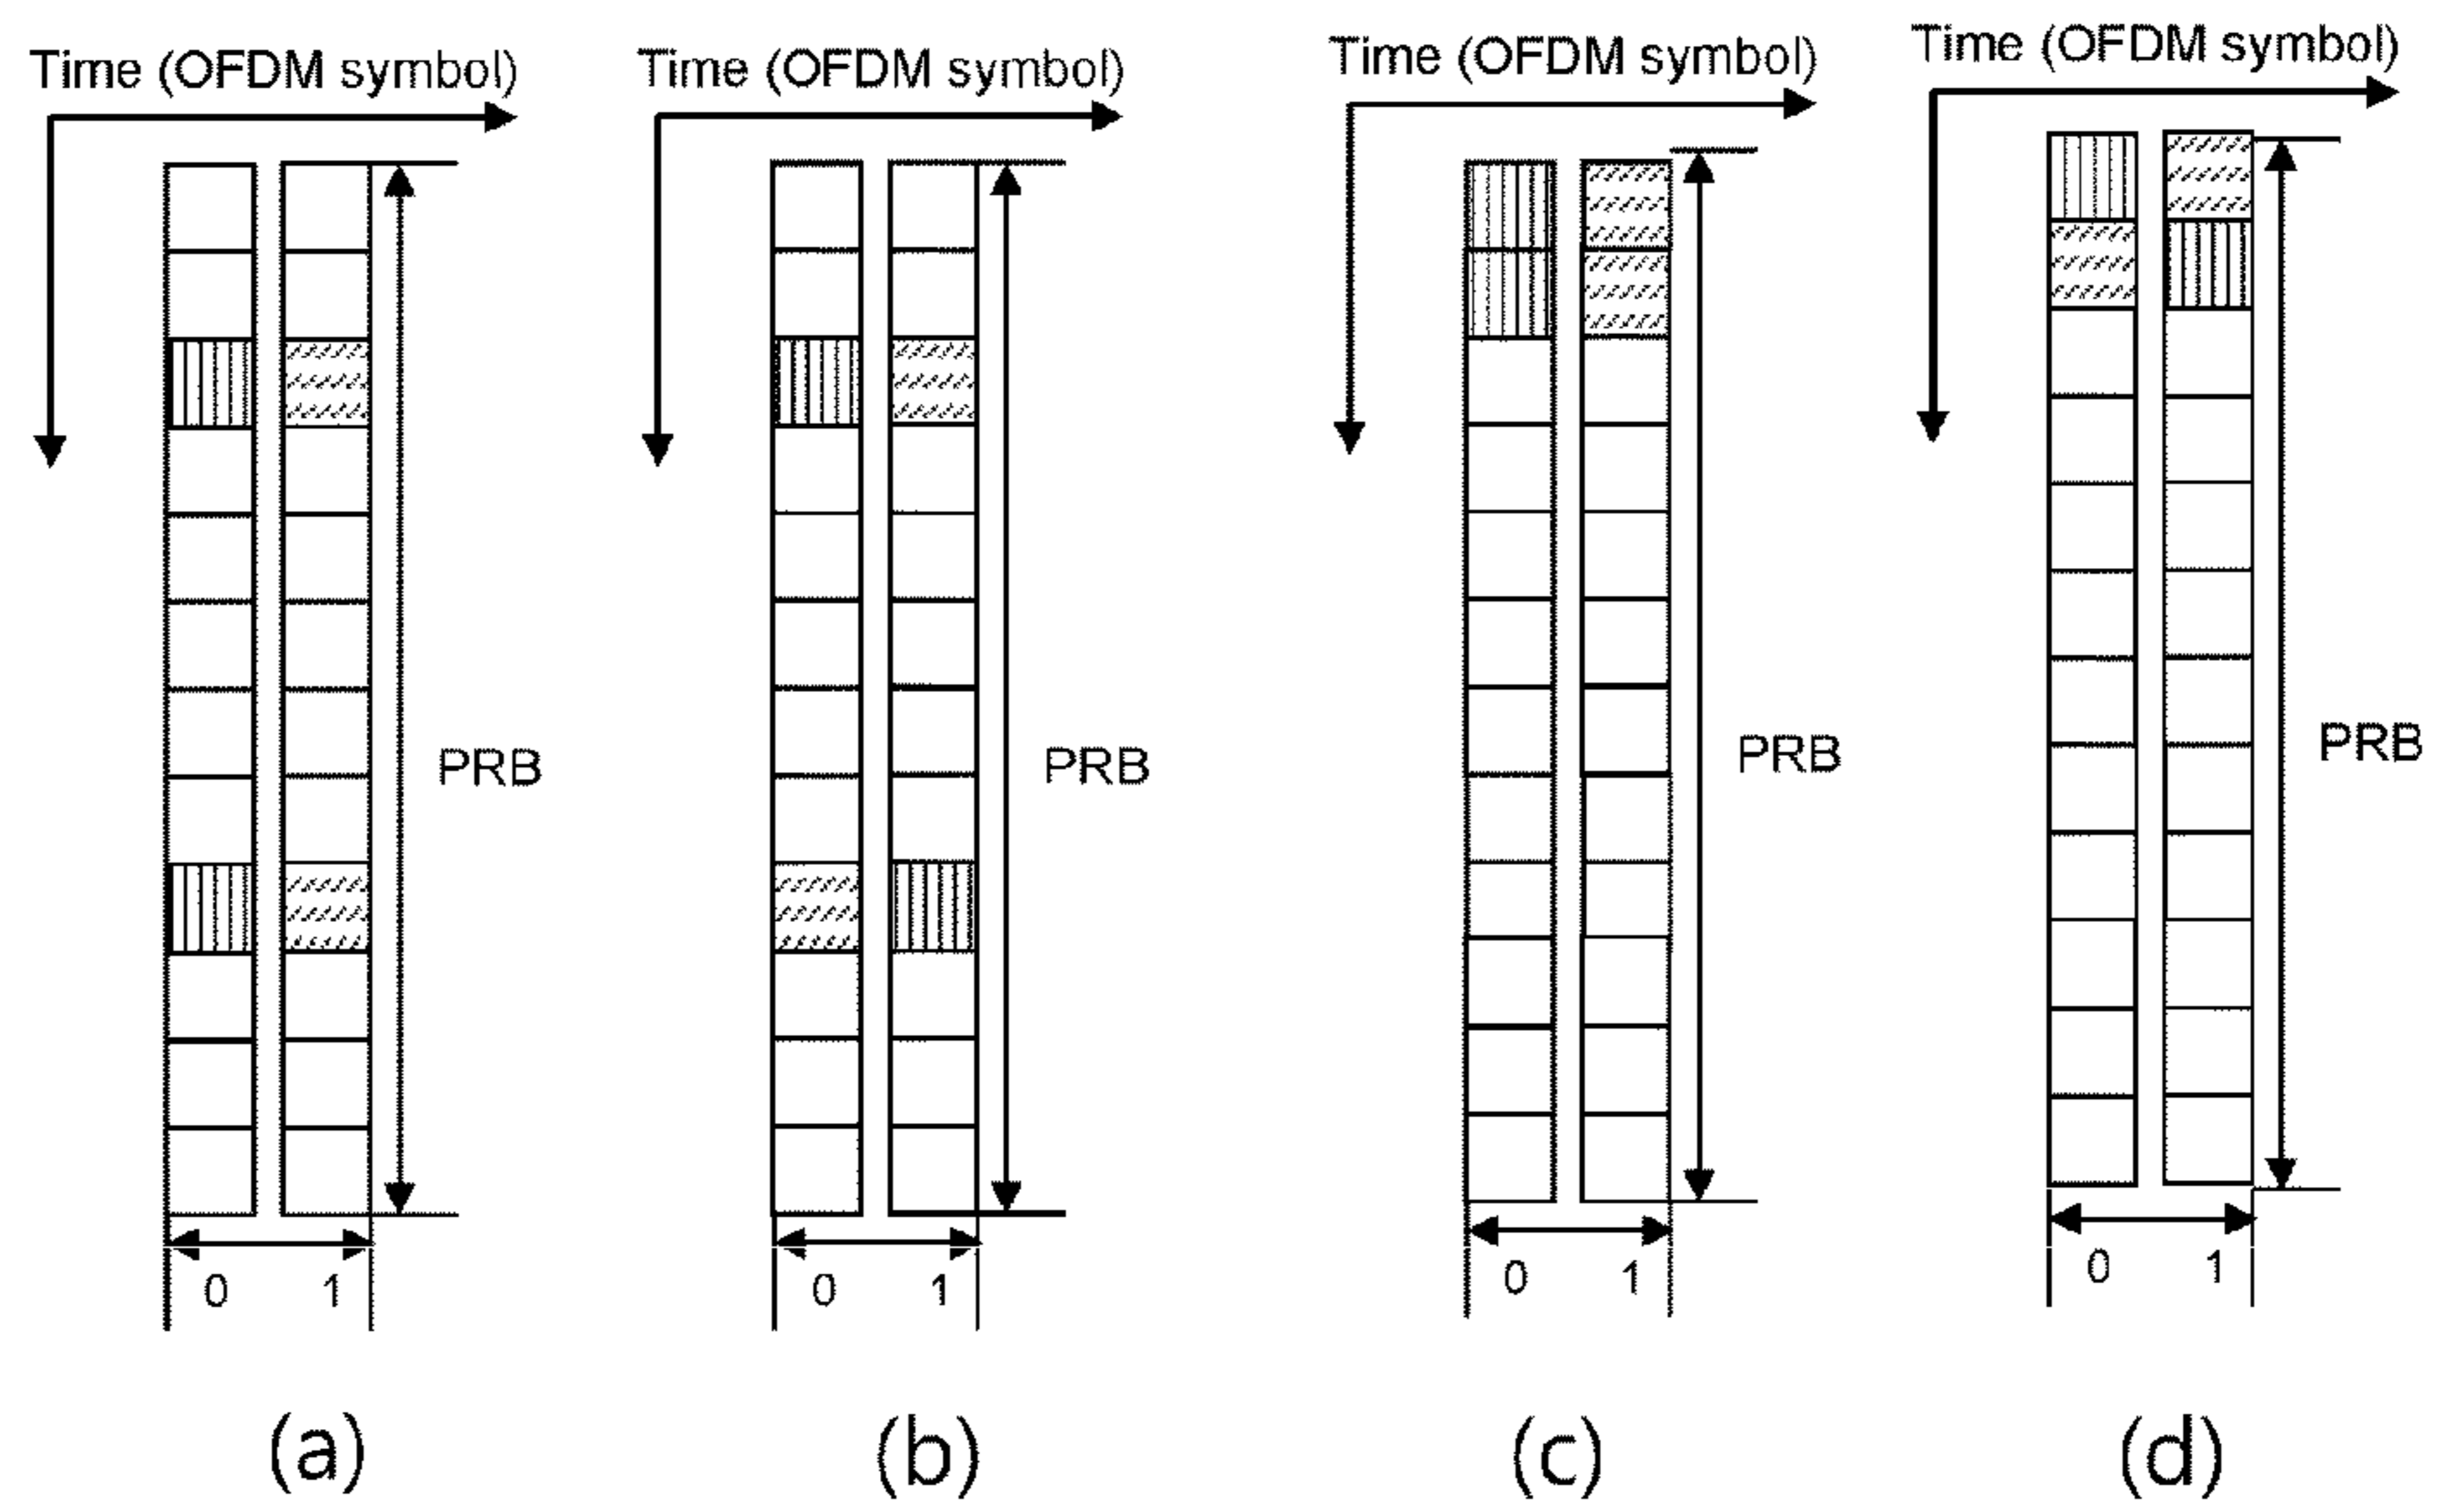 Time (OFDM symbol) Time (OFDM symbol) Time (OFDM symbol) Time (OFDM symbol)
PRB PRB PRB PRB
0 1 0 1 0 1 0 1
(a) (b) (c) (d)